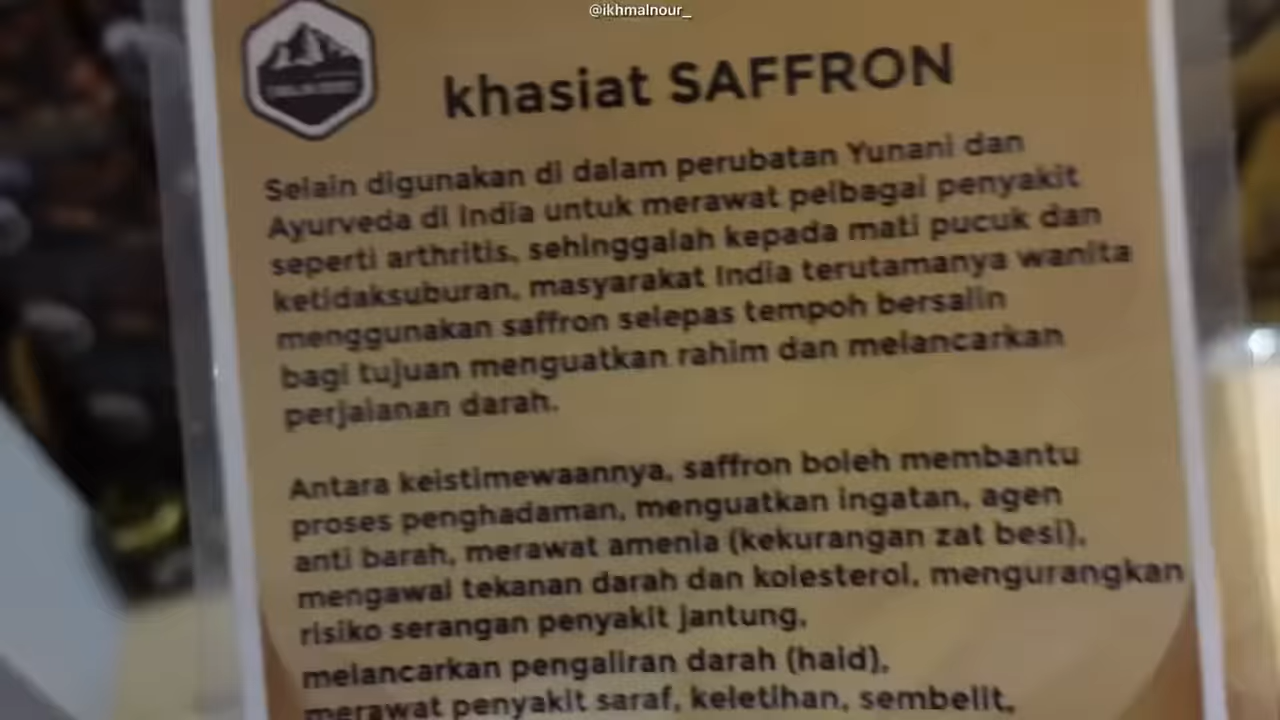 @ikhmalnour_
khasiat SAFFRON
Selain digunakan di dalam perubatan Yunani dan
Ayurveda di India untuk merawat pelbagai penyakit
seperti arthritis, sehinggalah kepada mati pucuk dan
ketidaksuburan, masyarakat India terutamanya wanita
menggunakan saffron selepas tempoh bersalin
bagi tujuan menguatkan rahim dan melancarkan
perjalanan darah.
Antara keistimewaannya, saffron boleh membantu
proses penghadaman, menguatkan ingatan, agen
anti barah, merawat amenia (kekurangan zat besi),
mengawal tekanan darah dan kolesterol, mengurangkan
risiko serangan penyakit jantung,
melancarkan pengaliran darah (haid),
merawat penyakit saraf, keletihan, sembelit,